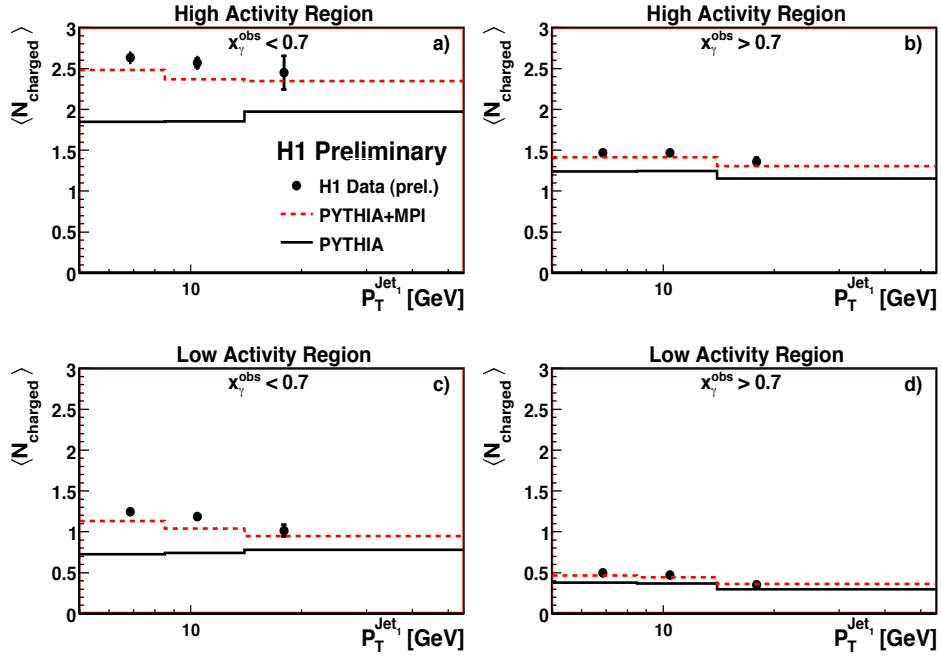 High Activity Region
x_γ^obs < 0.7
a)
⟨N_charged⟩
3
2.5
2
1.5
1
0.5
0
H1 Preliminary
H1 Data (prel.)
PYTHIA+MPI
PYTHIA
10
P_T^Jet_1 [GeV]
High Activity Region
x_γ^obs > 0.7
b)
⟨N_charged⟩
3
2.5
2
1.5
1
0.5
0
10
P_T^Jet_1 [GeV]
Low Activity Region
x_γ^obs < 0.7
c)
⟨N_charged⟩
3
2.5
2
1.5
1
0.5
0
10
P_T^Jet_1 [GeV]
Low Activity Region
x_γ^obs > 0.7
d)
⟨N_charged⟩
3
2.5
2
1.5
1
0.5
0
10
P_T^Jet_1 [GeV]